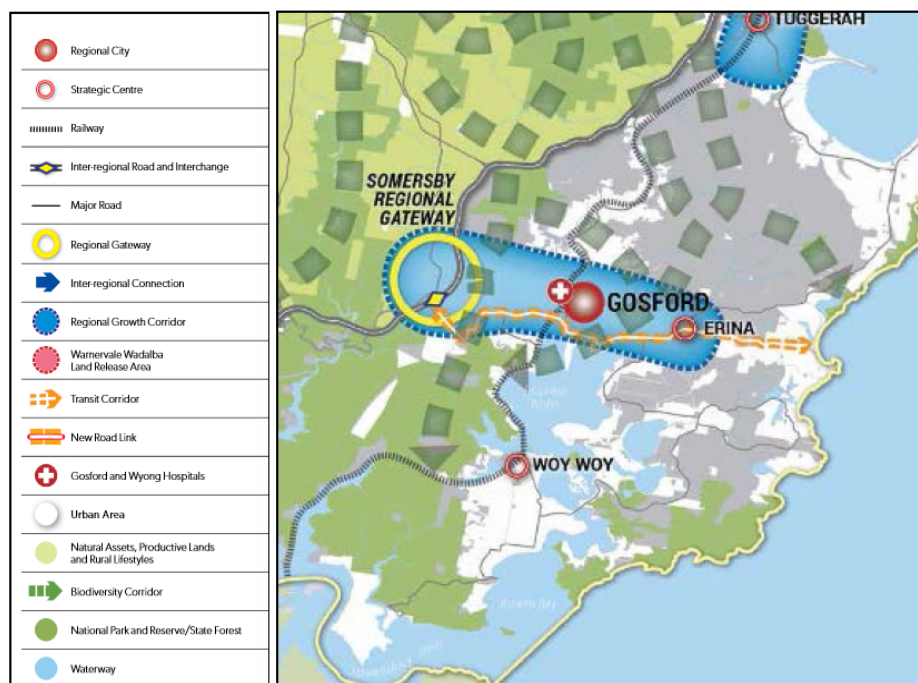 Regional City
Strategic Centre
Railway
Inter-regional Road and Interchange
Major Road
Regional Gateway
Inter-regional Connection
Regional Growth Corridor
Warnervale Wadalba
Land Release Area
Transit Corridor
New Road Link
Gosford and Wyong Hospitals
Urban Area
Natural Assets, Productive Lands
and Rural Lifestyles
Biodiversity Corridor
National Park and Reserve/State Forest
Waterway
TUGGERAH
SOMERSBY
REGIONAL
GATEWAY
GOSFORD
ERINA
Water
WOY WOY